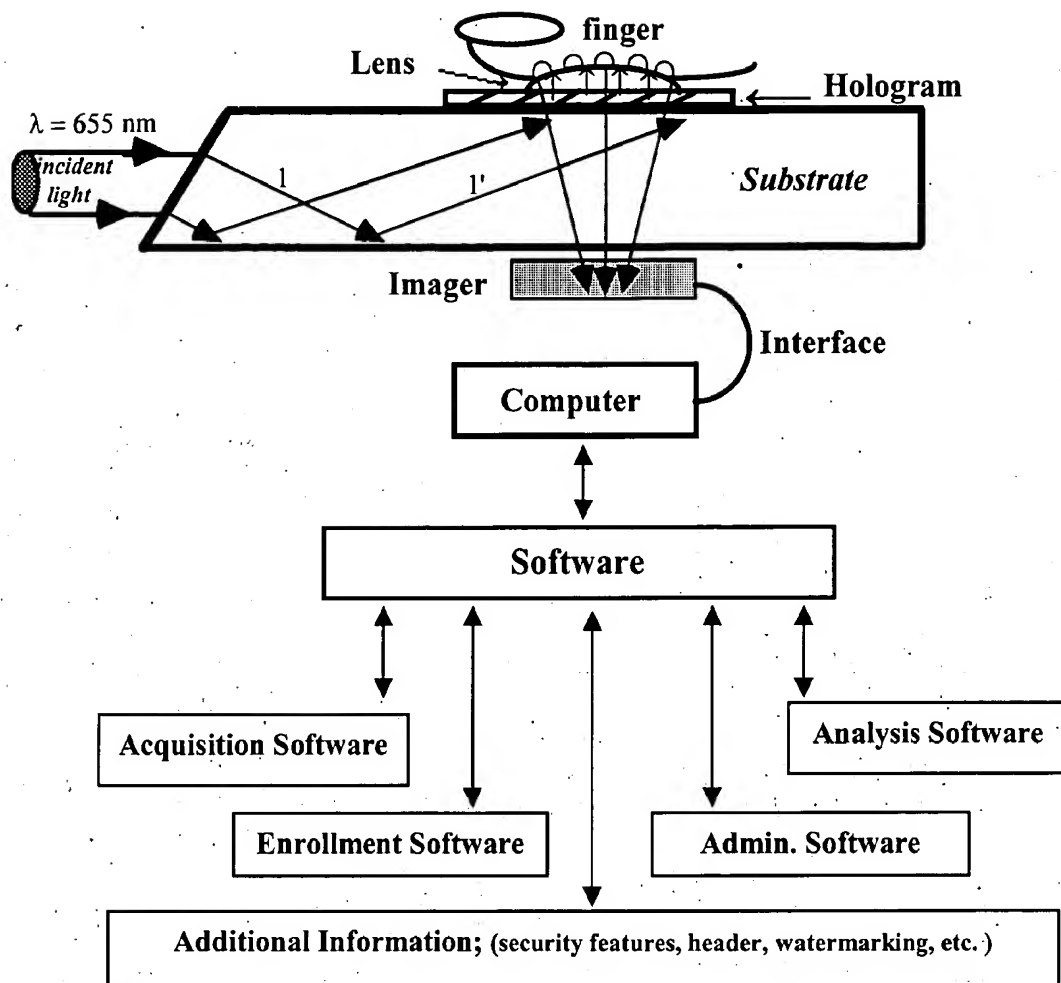 finger
Lens
Hologram
λ = 655 nm
incident
light
1
1'
Substrate
Imager
Interface
Computer
Software
Acquisition Software
Analysis Software
Enrollment Software
Admin. Software
Additional Information; (security features, header, watermarking, etc. )